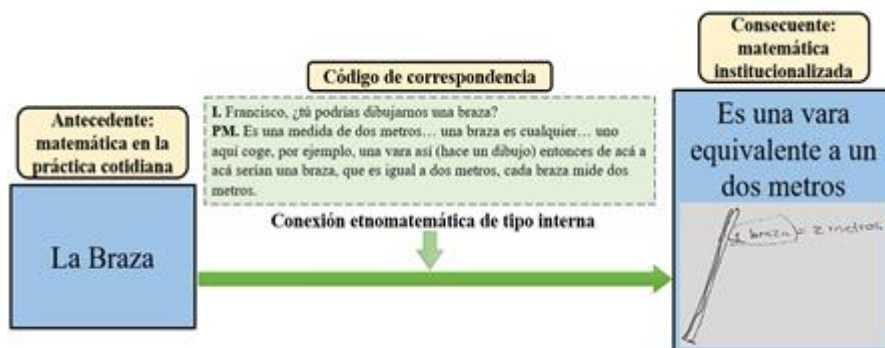 Consecuente:
matemática
institucionalizada
Código de correspondencia
Antecedente:
matemática en la
práctica cotidiana
I. Francisco, ¿tú podrías dibujarnos una braza?
PM. Es una medida de dos metros… una braza es cualquier… uno
aquí coge, por ejemplo, una vara así (hace un dibujo) entonces de acá a
acá serían una braza, que es igual a dos metros, cada braza mide dos
metros.
Conexión etnomatemática de tipo interna
La Braza
Es una vara
equivalente a un
dos metros
1 braza = 2 metros